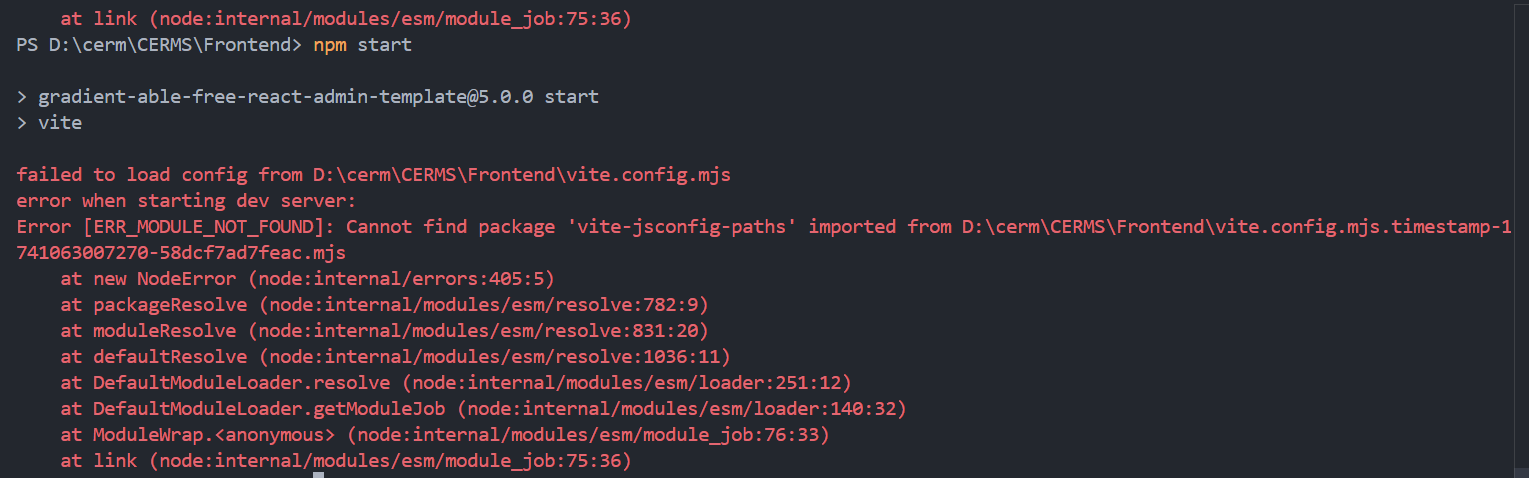 at link (node:internal/modules/esm/module_job:75:36)
PS D:\cerm\CERMS\Frontend> npm start
> gradient-able-free-react-admin-template@5.0.0 start
> vite
failed to load config from D:\cerm\CERMS\Frontend\vite.config.mjs
error when starting dev server:
Error [ERR_MODULE_NOT_FOUND]: Cannot find package 'vite-jsconfig-paths' imported from D:\cerm\CERMS\Frontend\vite.config.mjs.timestamp-1
741063007270-58dcf7ad7feac.mjs
at new NodeError (node:internal/errors:405:5)
at packageResolve (node:internal/modules/esm/resolve:782:9)
at moduleResolve (node:internal/modules/esm/resolve:831:20)
at defaultResolve (node:internal/modules/esm/resolve:1036:11)
at DefaultModuleLoader.resolve (node:internal/modules/esm/loader:251:12)
at DefaultModuleLoader.getModuleJob (node:internal/modules/esm/loader:140:32)
at ModuleWrap.<anonymous> (node:internal/modules/esm/module_job:76:33)
at link (node:internal/modules/esm/module_job:75:36)